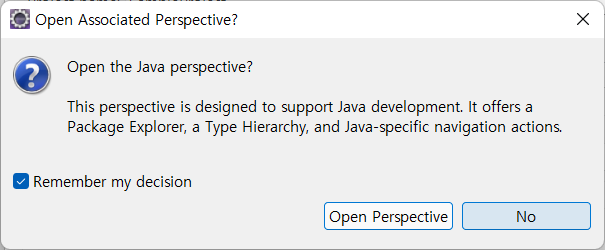 Open Associated Perspective?
Open the Java perspective?
This perspective is designed to support Java development. It offers a
Package Explorer, a Type Hierarchy, and Java-specific navigation actions.
Remember my decision
Open Perspective
No